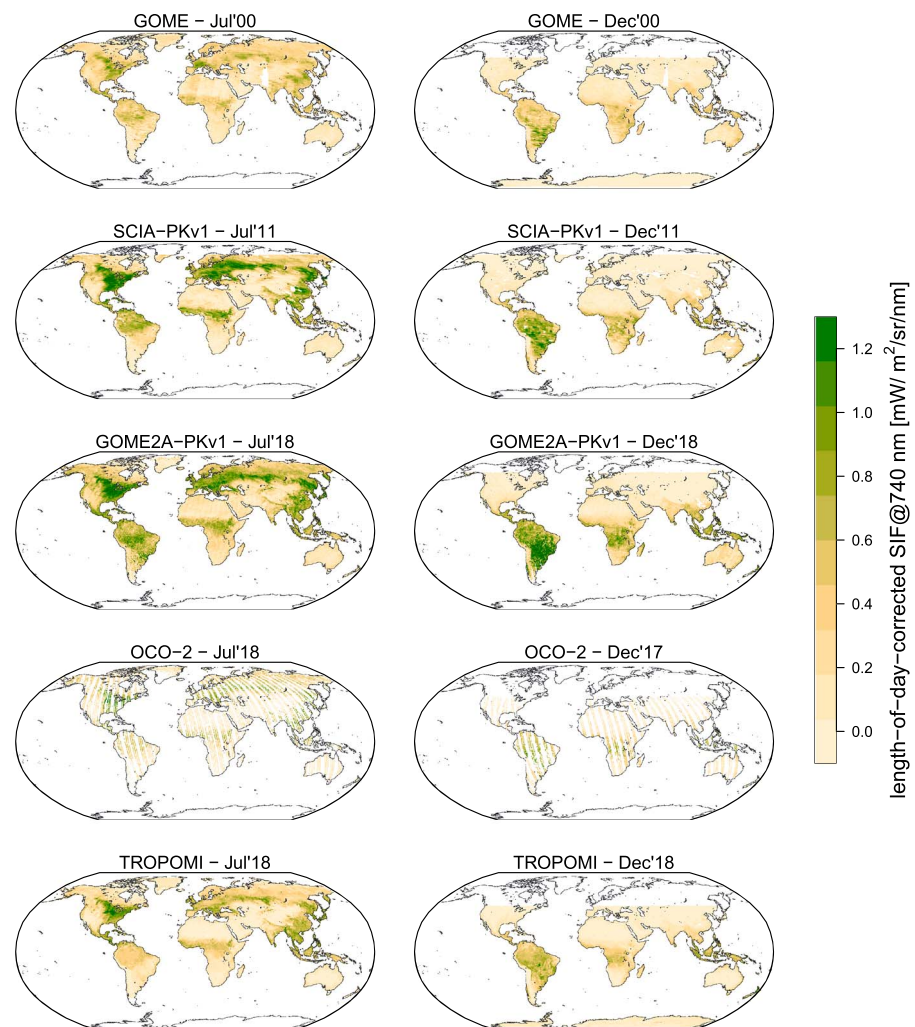 GOME − Jul'00
GOME − Dec'00
SCIA−PKv1 − Jul'11
SCIA−PKv1 − Dec'11
GOME2A−PKv1 − Jul'18
GOME2A−PKv1 − Dec'18
OCO−2 − Jul'18
OCO−2 − Dec'17
TROPOMI − Jul'18
TROPOMI − Dec'18
1.2
1.0
0.8
0.6
0.4
0.2
0.0
length−of−day−corrected SIF@740 nm [mW/ m²/sr/nm]